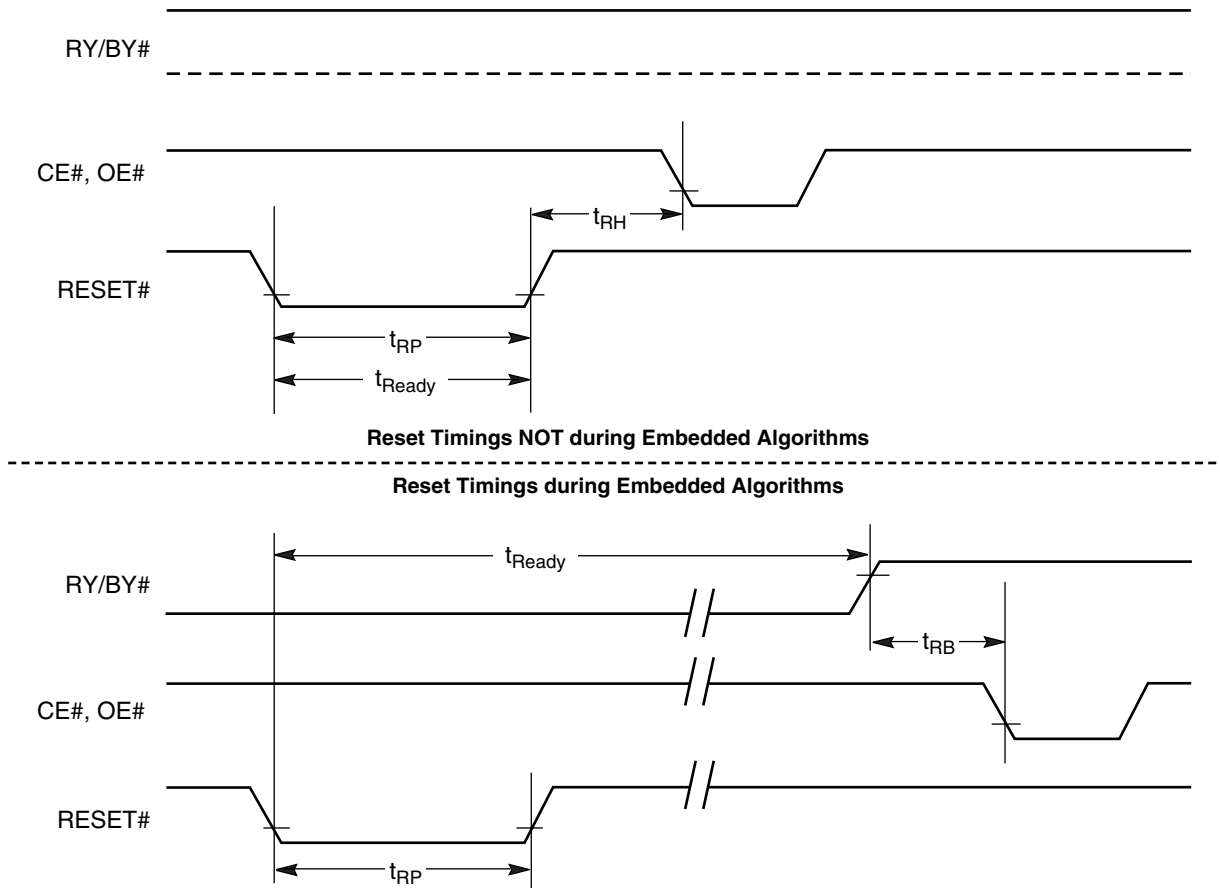 RY/BY#
CE#, OE#
tRH
RESET#
tRP
tReady
Reset Timings NOT during Embedded Algorithms
Reset Timings during Embedded Algorithms
tReady
RY/BY#
tRB
CE#, OE#
RESET#
tRP